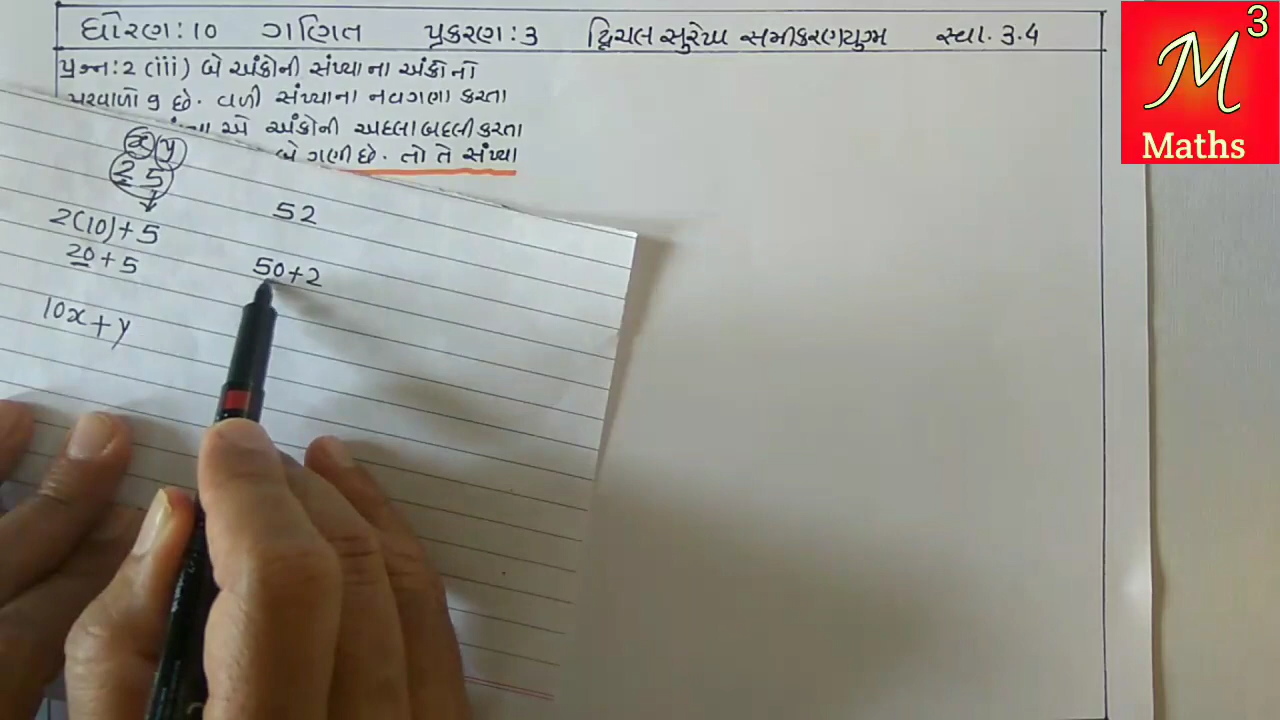 ધોરણ: 10 ગણિત પ્રકરણ: 3 દ્વિચલ સુરેખ સમીકરણયુગ્મ સ્વા. 3.4
પ્રશ્ન: 2 (iii) બે અંકોની સંખ્યાના અંકોનો
સરવાળો 9 છે. વળી સંખ્યાના નવગણા કરતા
એ અંકોની અદલાબદલી કરતા
બે ગણી છે. તો તે સંખ્યા
x y
2 5
52
2(10)+5
20+5
50+2
10x+y
M3
Maths